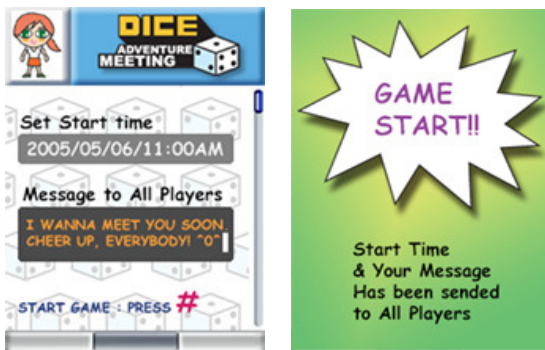 DICE
ADVENTURE
MEETING
Set Start time
2005/05/06/11:00AM
Message to All Players
I WANNA MEET YOU SOON.
CHEER UP, EVERYBODY! ^0^
START GAME : PRESS #
GAME
START!!
Start Time
& Your Message
Has been sended
to All Players